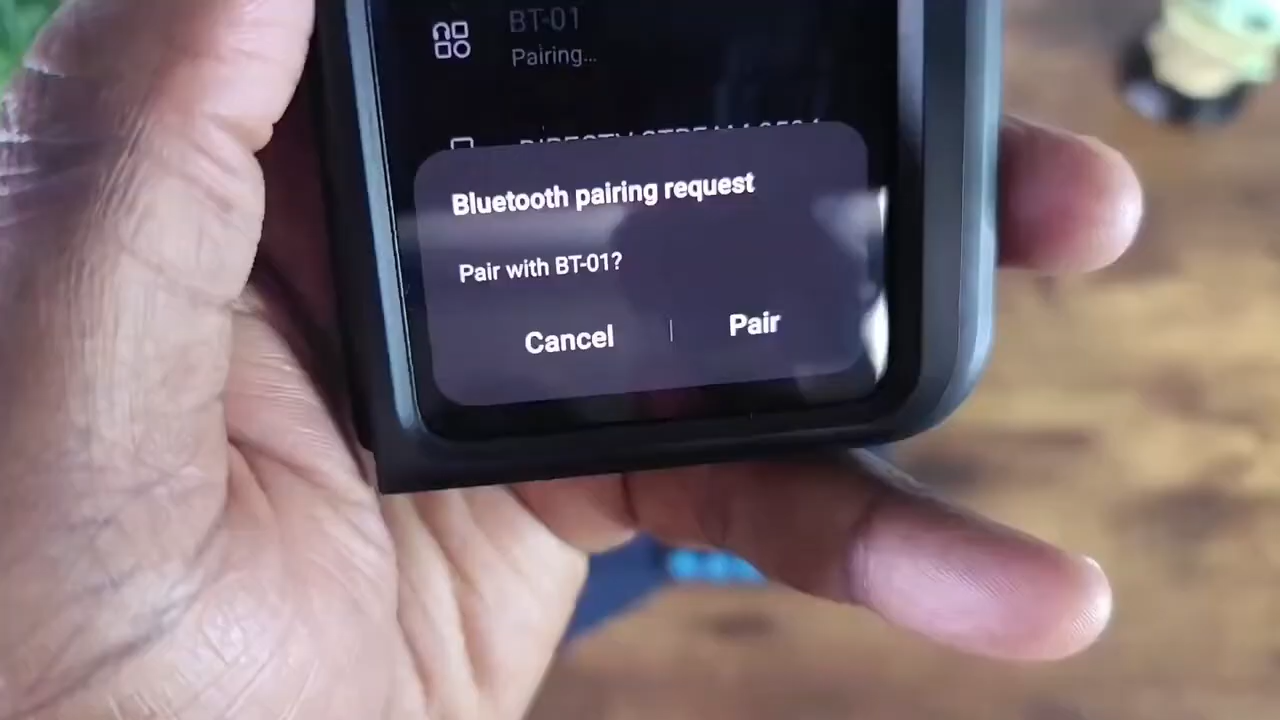 BT-01
Pairing...
Bluetooth pairing request
Pair with BT-01?
Cancel | Pair